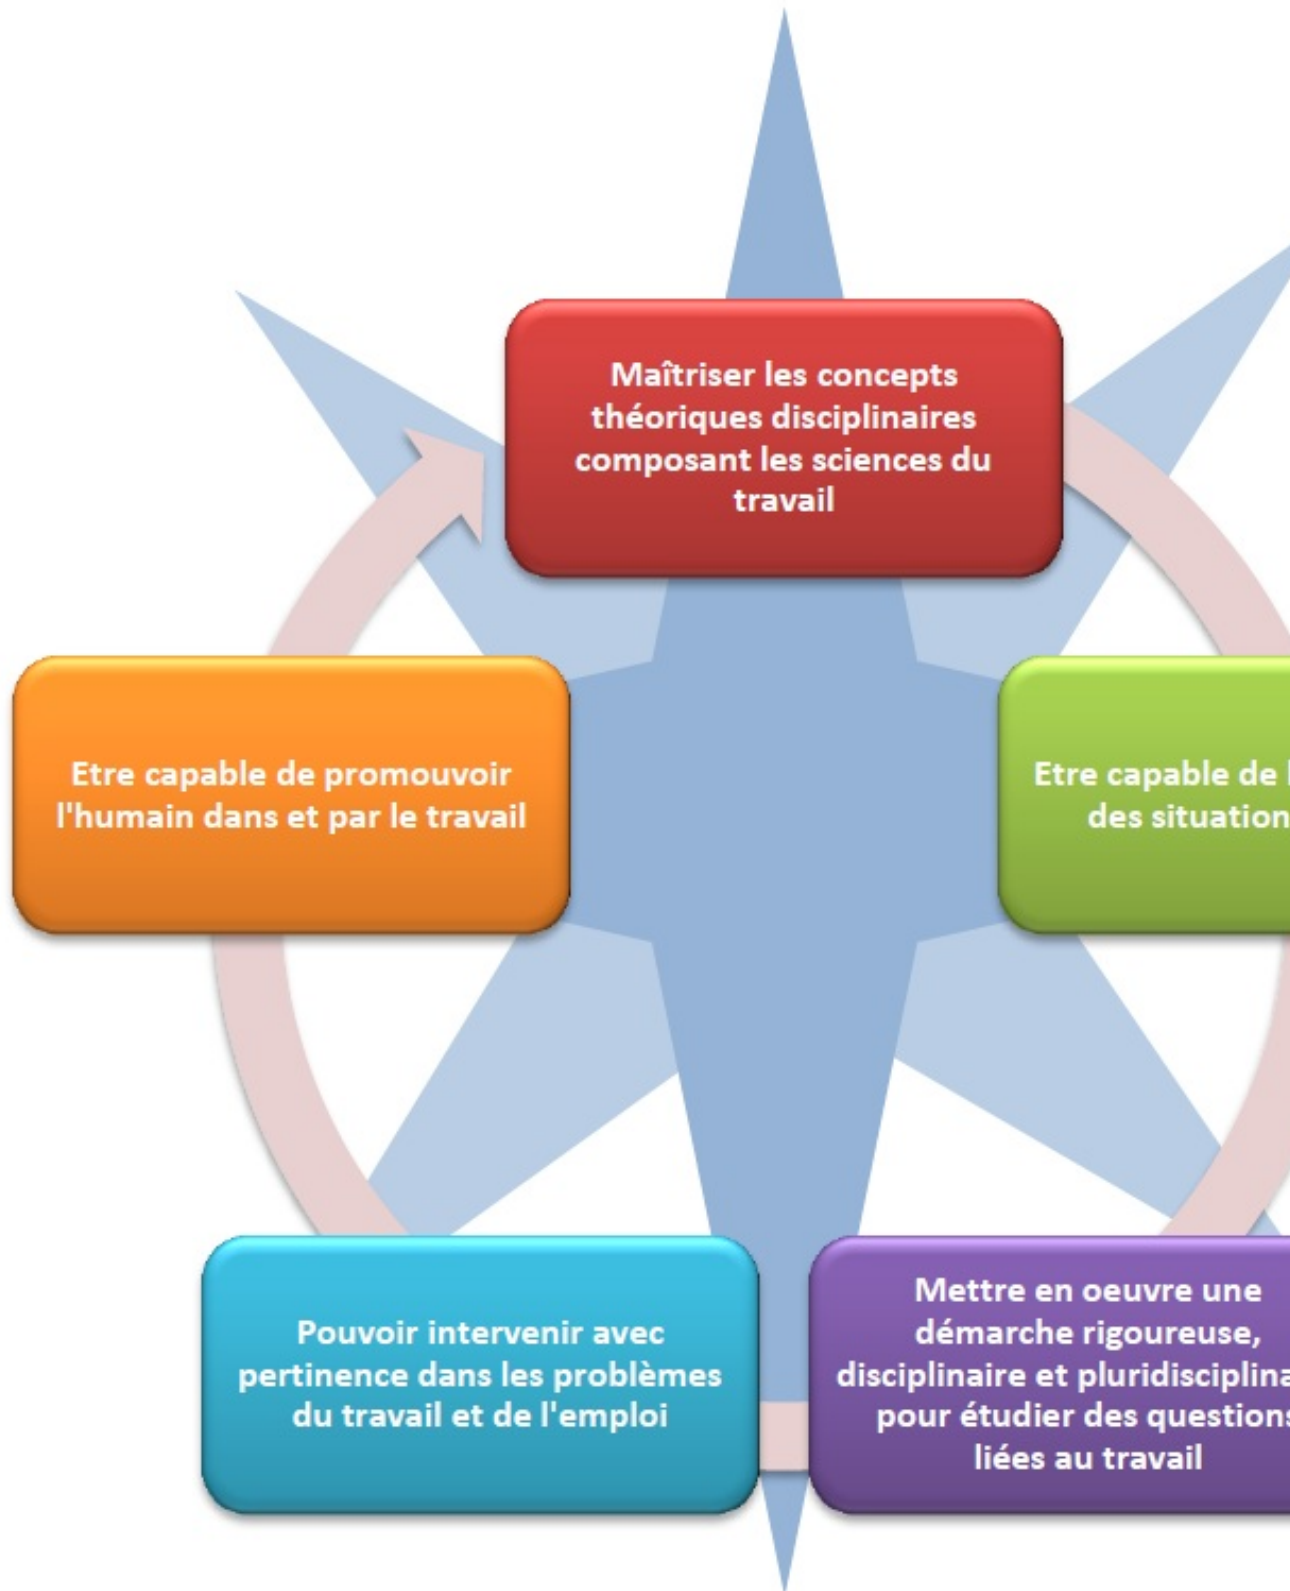 Maîtriser les concepts
théoriques disciplinaires
composant les sciences du
travail
Etre capable de promouvoir
l'humain dans et par le travail
Etre capable de
des situation
Pouvoir intervenir avec
pertinence dans les problèmes
du travail et de l'emploi
Mettre en oeuvre une
démarche rigoureuse,
disciplinaire et pluridisciplina
pour étudier des questions
liées au travail